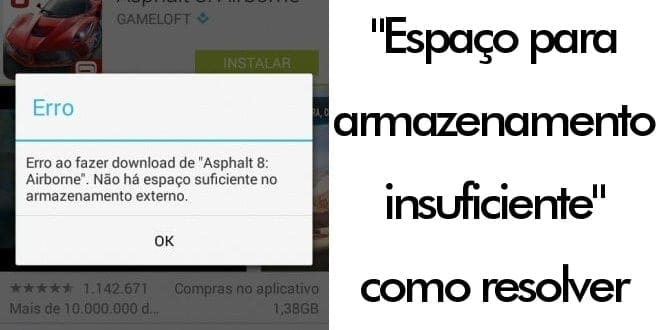 Asphalt 8: Airborne
GAMELOFT
INSTALAR
Erro
Erro ao fazer download de "Asphalt 8:
Airborne". Não há espaço suficiente no
armazenamento externo.
OK
1.142.671 Compras no aplicativo
Mais de 10.000.000 d... 1,38GB
"Espaço para
armazenamento
insuficiente"
como resolver